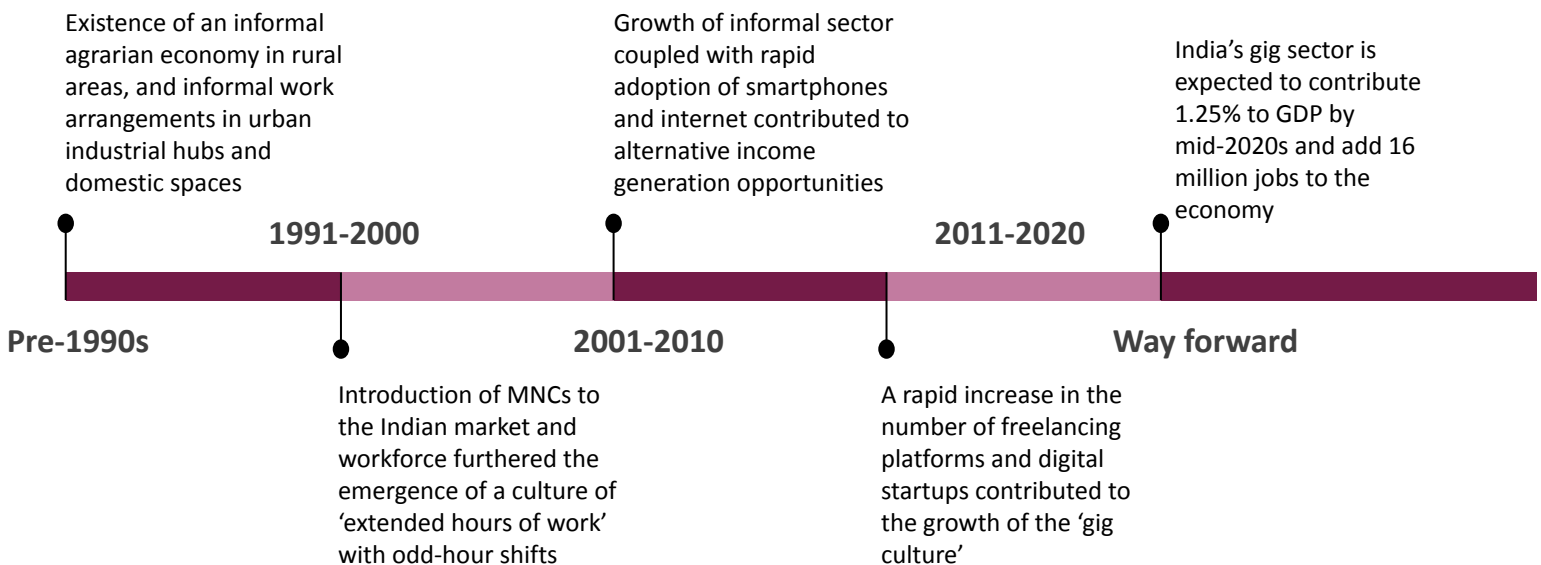 Existence of an informal
agrarian economy in rural
areas, and informal work
arrangements in urban
industrial hubs and
domestic spaces
Pre-1990s
1991-2000
Introduction of MNCs to
the Indian market and
workforce furthered the
emergence of a culture of
‘extended hours of work’
with odd-hour shifts
Growth of informal sector
coupled with rapid
adoption of smartphones
and internet contributed to
alternative income
generation opportunities
2001-2010
2011-2020
A rapid increase in the
number of freelancing
platforms and digital
startups contributed to
the growth of the ‘gig
culture’
India’s gig sector is
expected to contribute
1.25% to GDP by
mid-2020s and add 16
million jobs to the
economy
Way forward